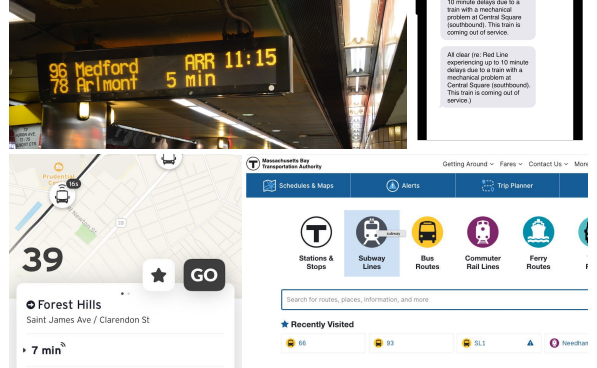 96 Medford ARR 11:15
78 Arlmont 5 min
10 minute delays due to a
train with a mechanical
problem at Central Square
(southbound). This train is
coming out of service.
All clear (re: Red Line
experiencing up to 10 minute
delays due to a train with a
mechanical problem at
Central Square (southbound).
This train is coming out of
service.)
Prudential
16s
39
GO
Forest Hills
Saint James Ave / Clarendon St
7 min
Massachusetts Bay
Transportation Authority
Getting Around Fares Contact Us More
Schedules & Maps
Alerts
Trip Planner
T
Stations &
Stops
Subway
Lines
subway
Bus
Routes
Commuter
Rail Lines
Ferry
Routes
Search for routes, places, information, and more
Recently Visited
66
93
SL1
Needham